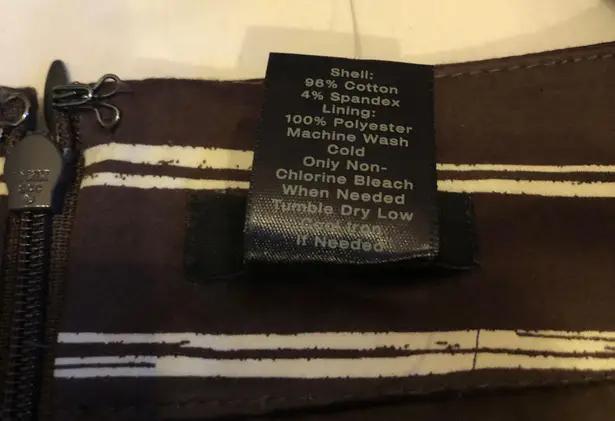 Shell:
96% Cotton
4% Spandex
Lining:
100% Polyester
Machine Wash
Cold
Only Non-
Chlorine Bleach
When Needed
Tumble Dry Low
Iron
If Needed